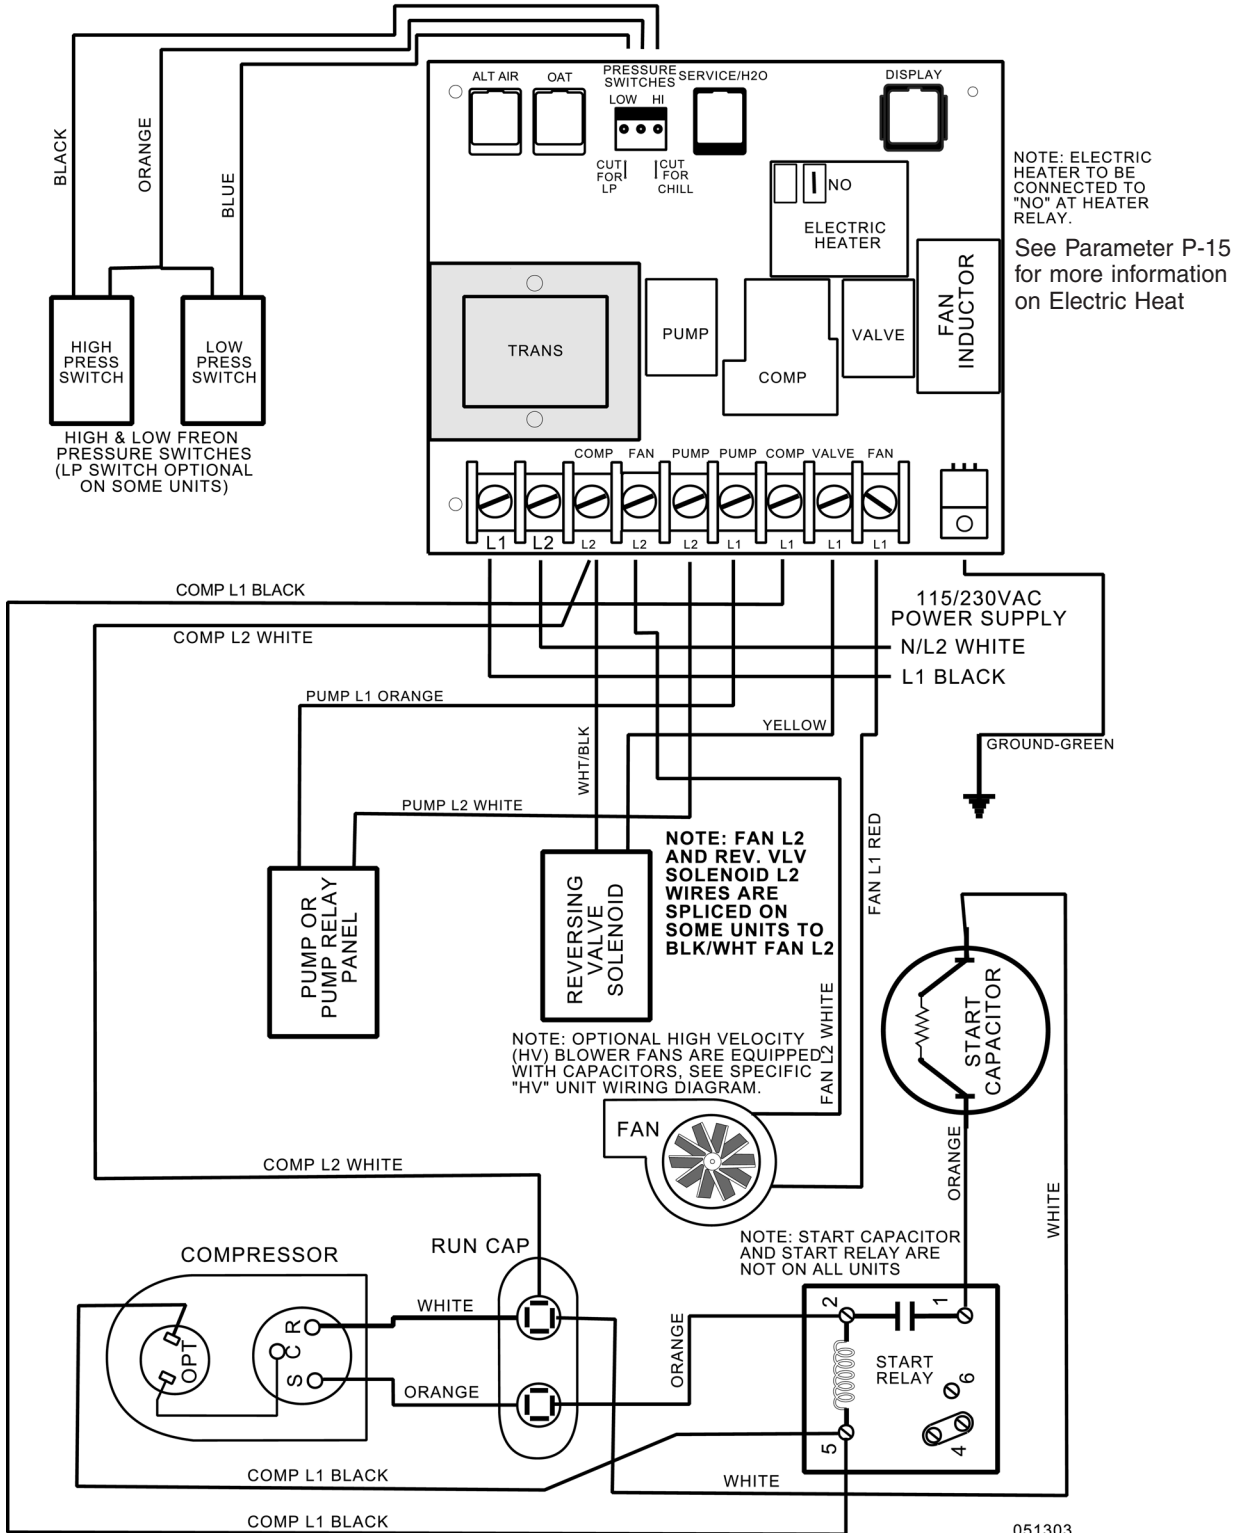 BLACK
ORANGE
BLUE
ALT AIR
OAT
PRESSURE
SWITCHES
LOW HI
SERVICE/H2O
DISPLAY
CUT
FOR
LP
CUT
FOR
CHILL
NO
ELECTRIC
HEATER
NOTE: ELECTRIC
HEATER TO BE
CONNECTED TO
"NO" AT HEATER
RELAY.
See Parameter P-15
for more information
on Electric Heat
HIGH
PRESS
SWITCH
LOW
PRESS
SWITCH
HIGH & LOW FREON
PRESSURE SWITCHES
(LP SWITCH OPTIONAL
ON SOME UNITS)
TRANS
PUMP
COMP
VALVE
FAN
INDUCTOR
COMP FAN PUMP PUMP COMP VALVE FAN
L1 L2 L2 L2 L2 L1 L1 L1 L1
COMP L1 BLACK
COMP L2 WHITE
115/230VAC
POWER SUPPLY
N/L2 WHITE
L1 BLACK
PUMP L1 ORANGE
WHT/BLK
YELLOW
GROUND-GREEN
PUMP L2 WHITE
NOTE: FAN L2
AND REV. VLV
SOLENOID L2
WIRES ARE
SPLICED ON
SOME UNITS TO
BLK/WHT FAN L2
FAN L1 RED
PUMP OR
PUMP RELAY
PANEL
REVERSING
VALVE
SOLENOID
FAN L2 WHITE
START
CAPACITOR
NOTE: OPTIONAL HIGH VELOCITY
(HV) BLOWER FANS ARE EQUIPPED
WITH CAPACITORS, SEE SPECIFIC
"HV" UNIT WIRING DIAGRAM.
FAN
ORANGE
WHITE
COMP L2 WHITE
NOTE: START CAPACITOR
AND START RELAY ARE
NOT ON ALL UNITS
COMPRESSOR
RUN CAP
WHITE
ORANGE
OPT
R
C
S
ORANGE
2
1
START
RELAY
6
5
4
COMP L1 BLACK
WHITE
COMP L1 BLACK
051303